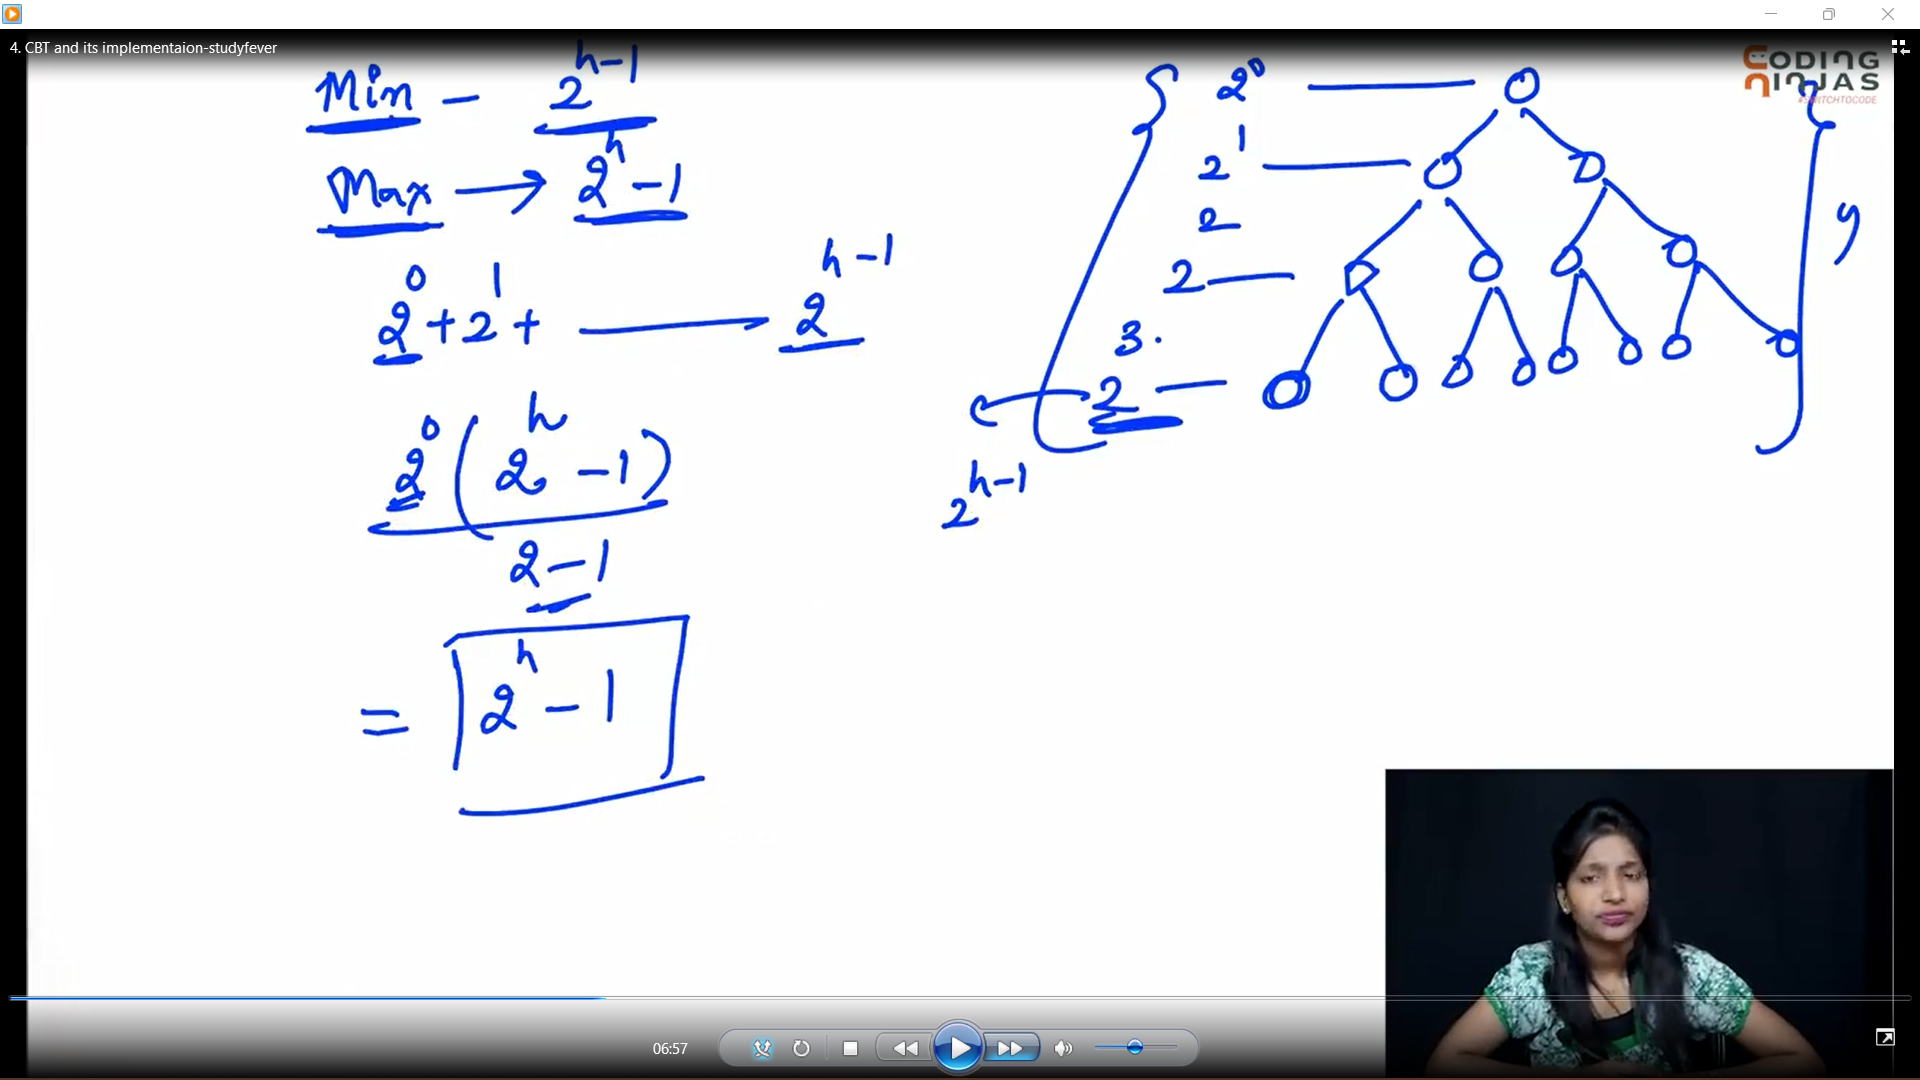 4. CBT and its implementaion-studyfever
CODING
NINJAS
#SWITCHTOCODE
Min - 2^(h-1)
Max → 2^h - 1
2^0 + 2^1 + → 2^(h-1)
2^0 (2^h - 1)
2 - 1
= 2^h - 1
2^0
2^1
2
2
3.
2
2^(h-1)
06:57